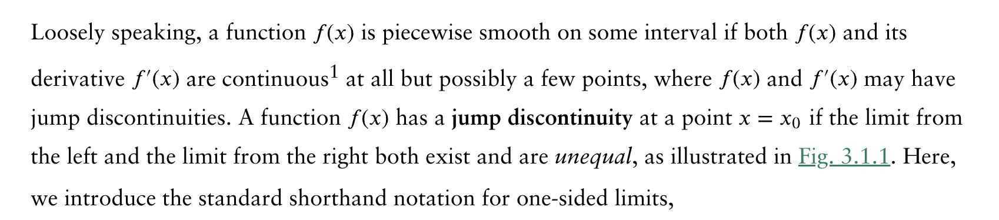 Loosely speaking, a function f(x) is piecewise smooth on some interval if both f(x) and its
derivative f′(x) are continuous¹ at all but possibly a few points, where f(x) and f′(x) may have
jump discontinuities. A function f(x) has a jump discontinuity at a point x = x₀ if the limit from
the left and the limit from the right both exist and are unequal, as illustrated in Fig. 3.1.1. Here,
we introduce the standard shorthand notation for one-sided limits,